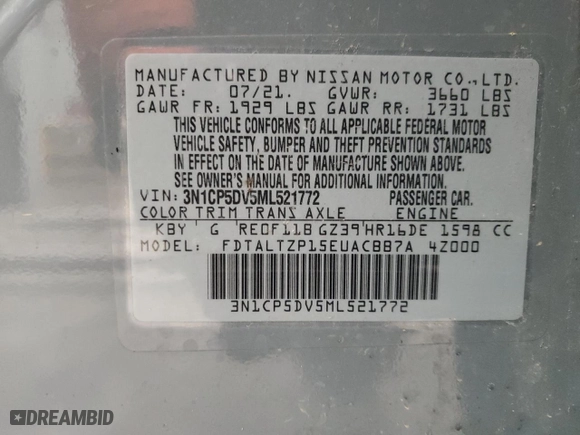 MANUFACTURED BY NISSAN MOTOR CO.,LTD.
DATE: 07/21. GVWR: 3660 LBS
GAWR FR: 1929 LBS GAWR RR: 1731 LBS
THIS VEHICLE CONFORMS TO ALL APPLICABLE FEDERAL MOTOR
VEHICLE SAFETY, BUMPER AND THEFT PREVENTION STANDARDS
IN EFFECT ON THE DATE OF MANUFACTURE SHOWN ABOVE.
SEE OWNER'S MANUAL FOR ADDITIONAL INFORMATION.
VIN: 3N1CP5DV5ML521772 PASSENGER CAR.
COLOR TRIM TRANS AXLE ENGINE
KBY G RE0F11B GZ39 HR16DE 1598 CC
MODEL: FDTALTZP15EUACBB7A 4Z000
3N1CP5DV5ML521772
DREAMBID